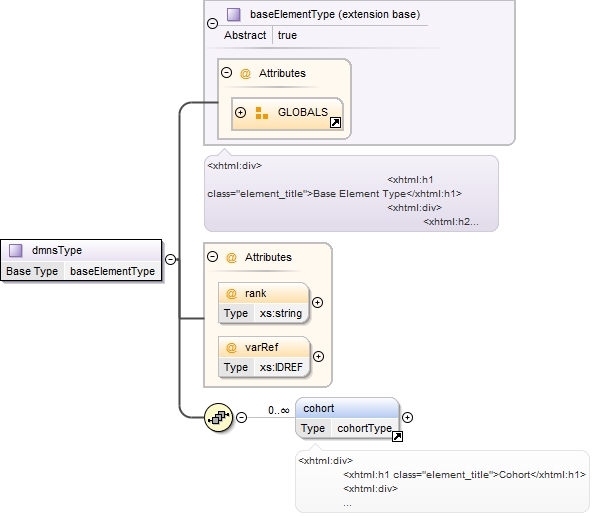 baseElementType (extension base)
Abstract true
@ Attributes
GLOBALS
<xhtml:div>
<xhtml:h1
class="element_title">Base Element Type</xhtml:h1>
<xhtml:div>
<xhtml:h2...
dmnsType
Base Type baseElementType
@ Attributes
@ rank
Type xs:string
@ varRef
Type xs:IDREF
0..∞
cohort
Type cohortType
<xhtml:div>
<xhtml:h1 class="element_title">Cohort</xhtml:h1>
<xhtml:div>
...